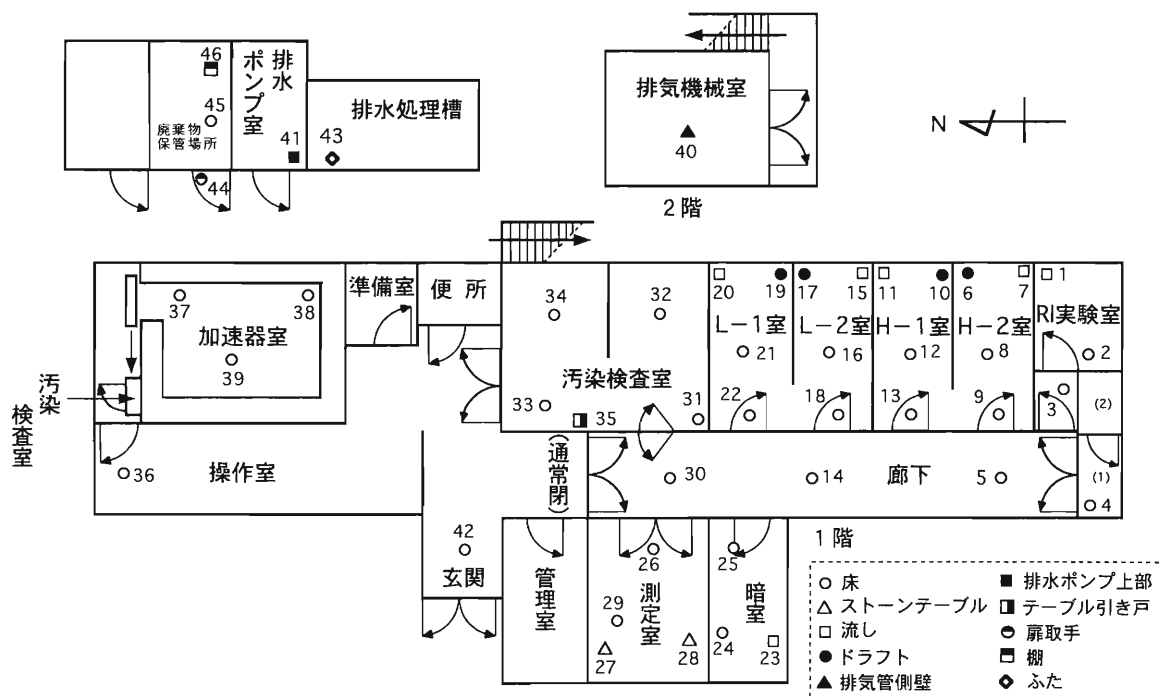 46
排水
ポンプ室
45
廃棄物
保管場所
41
43
排水処理槽
44
排気機械室
40
2階
N
準備室
便所
37
38
加速器室
39
汚染
検査室
36
操作室
34
32
汚染検査室
33
35
31
(通常閉)
20
19
L-1室
21
22
17
15
L-2室
16
18
11
10
H-1室
12
13
6
7
H-2室
8
9
1
RI実験室
2
3
(2)
(1)
4
30
14
廊下
5
42
玄関
管理室
26
29
測定室
27
28
25
暗室
24
23
1階
床
ストーンテーブル
流し
ドラフト
排気管側壁
排水ポンプ上部
テーブル引き戸
扉取手
棚
ふた